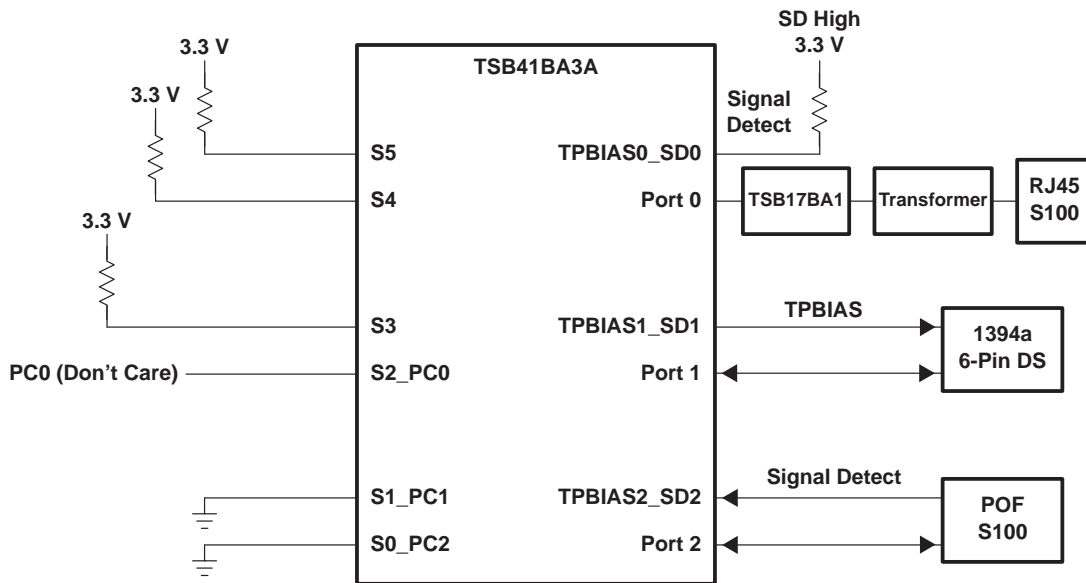 SD High
3.3 V
3.3 V
TSB41BA3A
3.3 V
Signal
Detect
S5
TPBIAS0_SD0
S4
Port 0
TSB17BA1
Transformer
RJ45
S100
3.3 V
S3
TPBIAS1_SD1
TPBIAS
1394a
6-Pin DS
PC0 (Don’t Care)
S2_PC0
Port 1
S1_PC1
TPBIAS2_SD2
Signal Detect
POF
S100
S0_PC2
Port 2